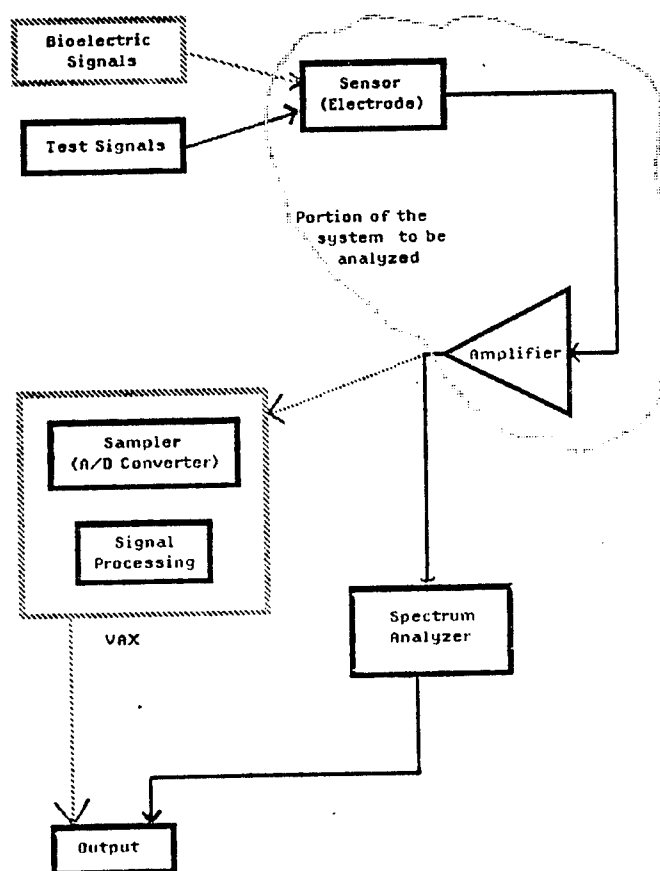 Bioelectric
Signals
Sensor
(Electrode)
Test Signals
Portion of the
system to be
analyzed
Amplifier
Sampler
(A/D Converter)
Signal
Processing
Spectrum
Analyzer
VAX
Output